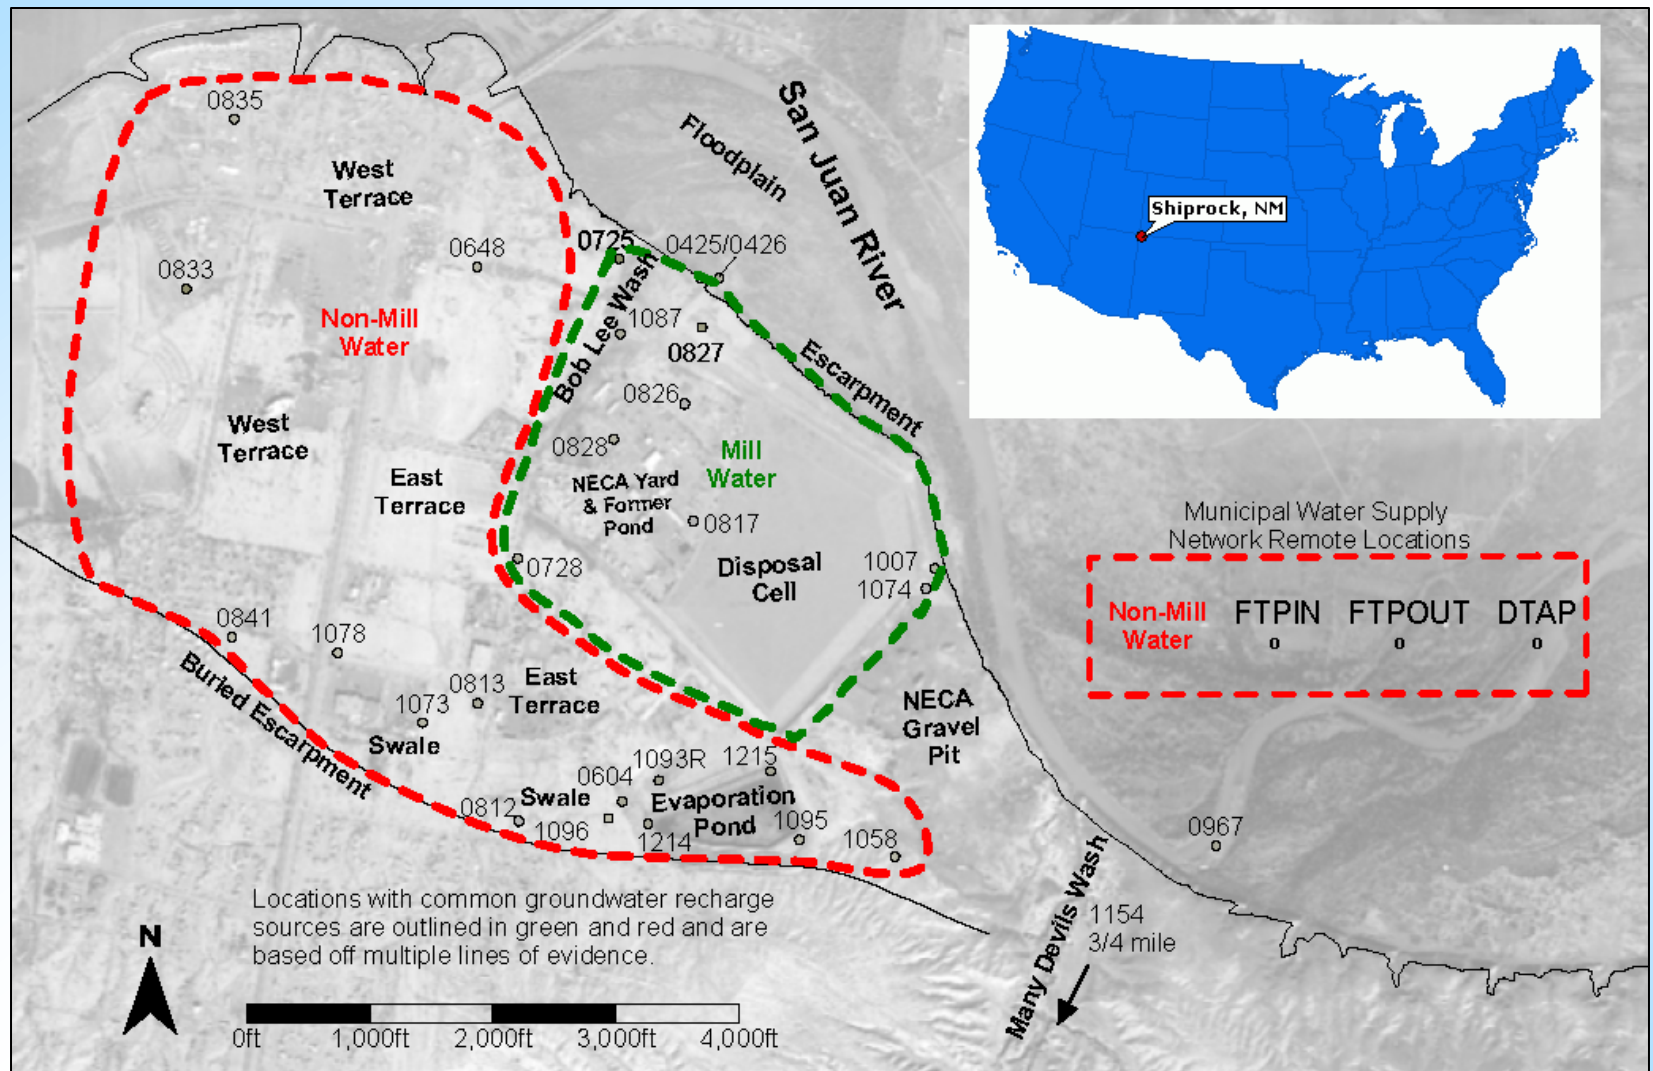 0835
West
Terrace
San Juan River
Floodplain
Shiprock, NM
0833
0648
0725
0425/0426
Non-Mill
Water
Bob Lee Wash
1087
0827
Escarpment
0826
0828
West
Terrace
East
Terrace
Mill
Water
NECA Yard
& Former
Pond
0817
0728
Disposal
Cell
1007
1074
Municipal Water Supply
Network Remote Locations
Non-Mill
Water
FTPIN
FTPOUT
DTAP
0841
1078
Buried Escarpment
0813
1073
Swale
East
Terrace
NECA
Gravel
Pit
1093R
1215
0604
Swale
Evaporation
Pond
0812
1096
1214
1095
1058
0967
Many Devils Wash
1154
3/4 mile
Locations with common groundwater recharge
sources are outlined in green and red and are
based off multiple lines of evidence.
N
0ft 1,000ft 2,000ft 3,000ft 4,000ft